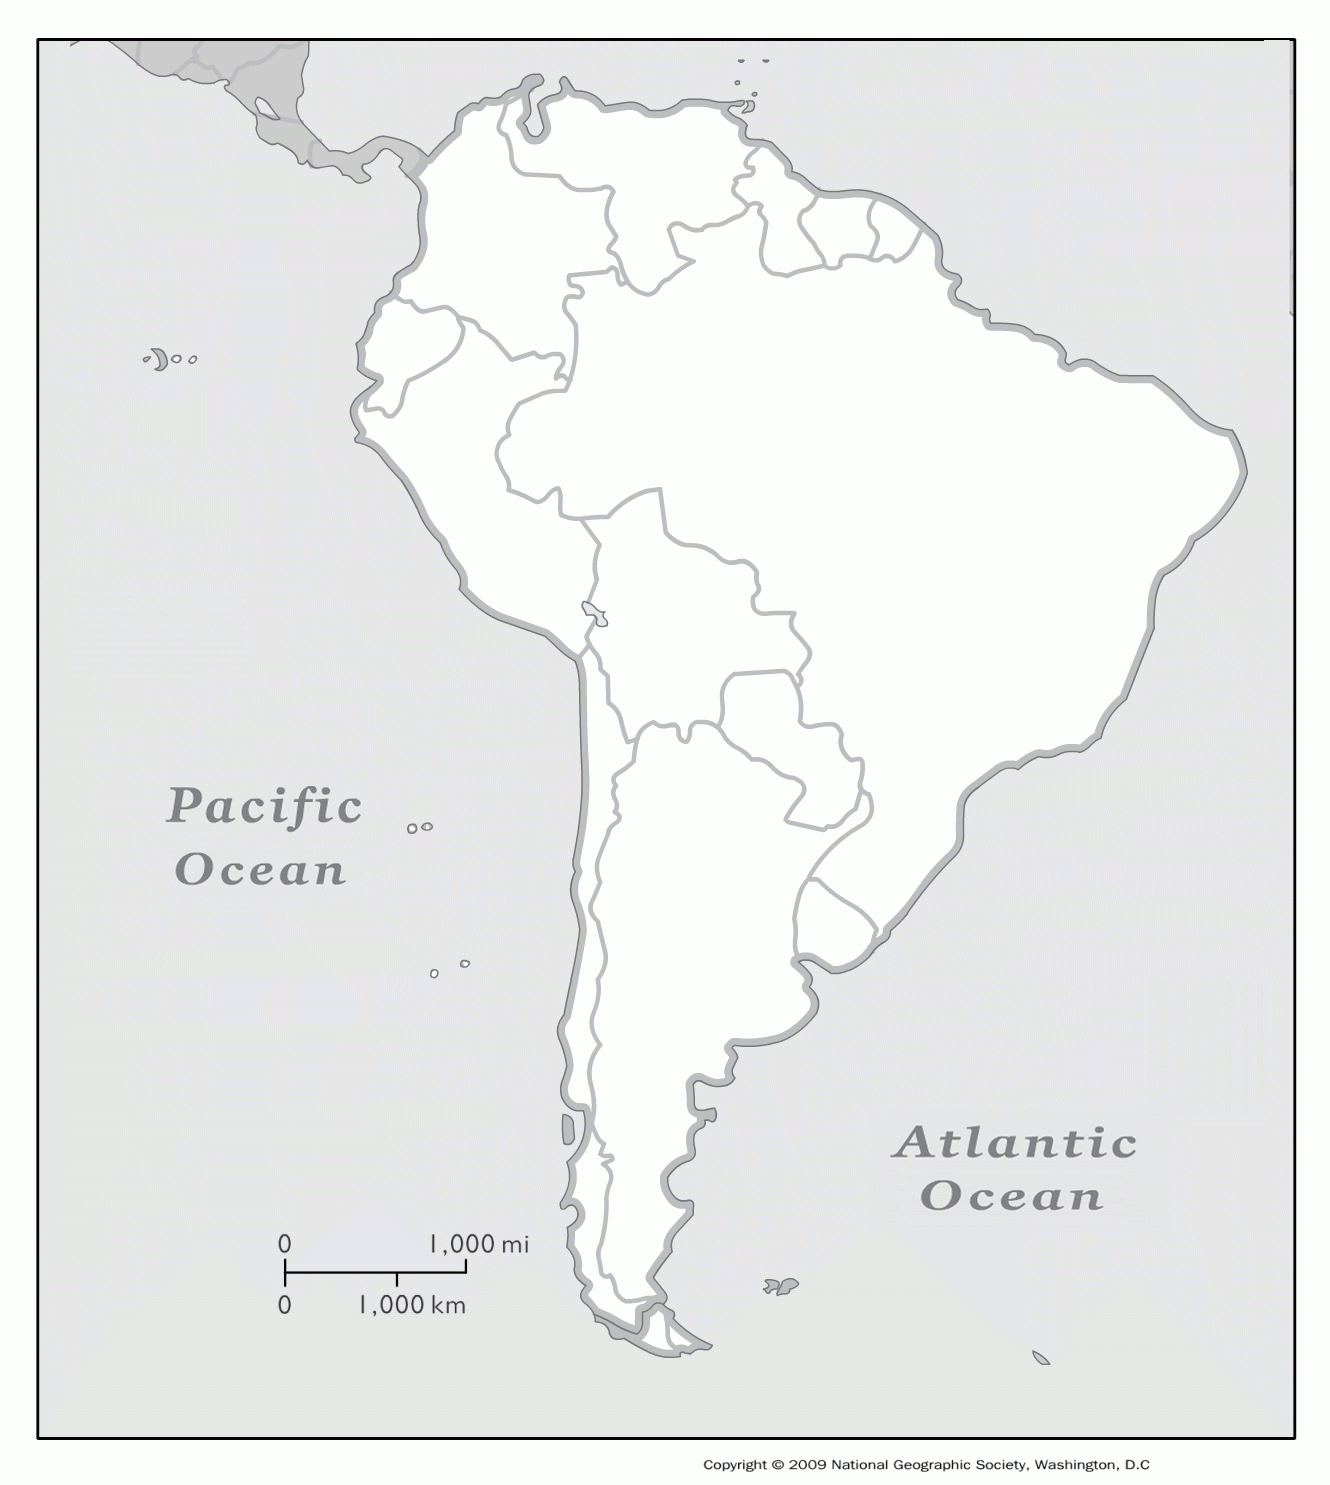 Pacific
Ocean
Atlantic
Ocean
0 1,000 mi
0 1,000 km
Copyright © 2009 National Geographic Society, Washington, D.C